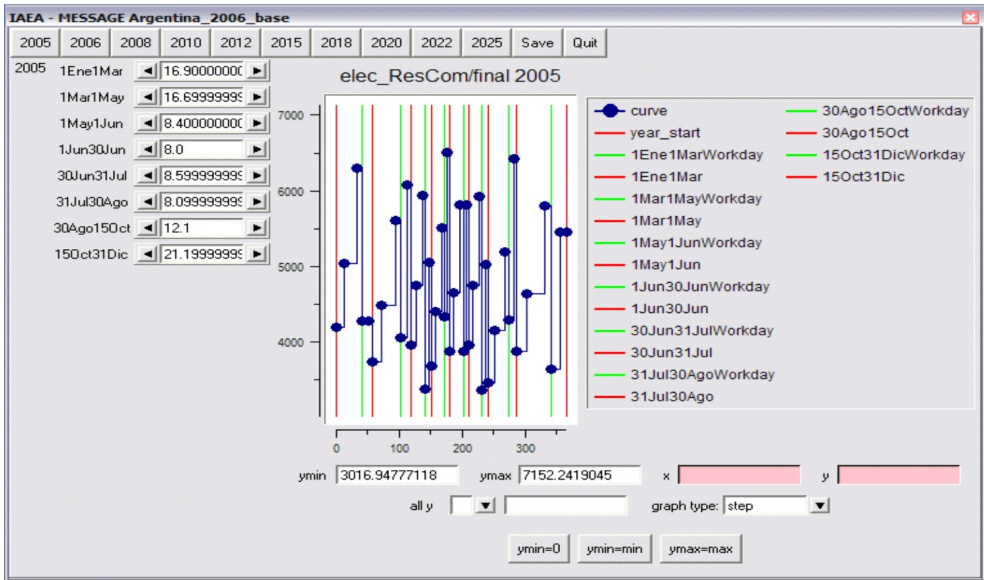 IAEA - MESSAGE Argentina_2006_base
2005 2006 2008 2010 2012 2015 2018 2020 2022 2025 Save Quit
2005 1Ene1Mar 16.90000000
1Mar1May 16.69999999
1May1Jun 8.40000000
1Jun30Jun 8.0
30Jun31Jul 8.59999999
31Jul30Ago 8.09999999
30Ago15Oct 12.1
15Oct31Dic 21.19999999
elec_ResCom/final 2005
7000
6000
5000
4000
0 100 200 300
curve
year_start
1Ene1MarWorkday
1Ene1Mar
1Mar1MayWorkday
1Mar1May
1May1JunWorkday
1May1Jun
1Jun30JunWorkday
1Jun30Jun
30Jun31JulWorkday
30Jun31Jul
31Jul30AgoWorkday
31Jul30Ago
30Ago15OctWorkday
30Ago15Oct
15Oct31DicWorkday
15Oct31Dic
ymin 3016.94777118 ymax 7152.2419045 x y
all y graph type: step
ymin=0 ymin=min ymax=max